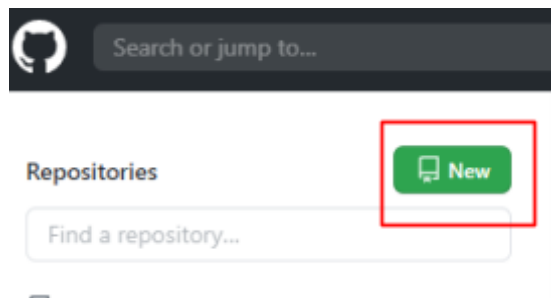 Search or jump to...
Repositories
New
Find a repository...